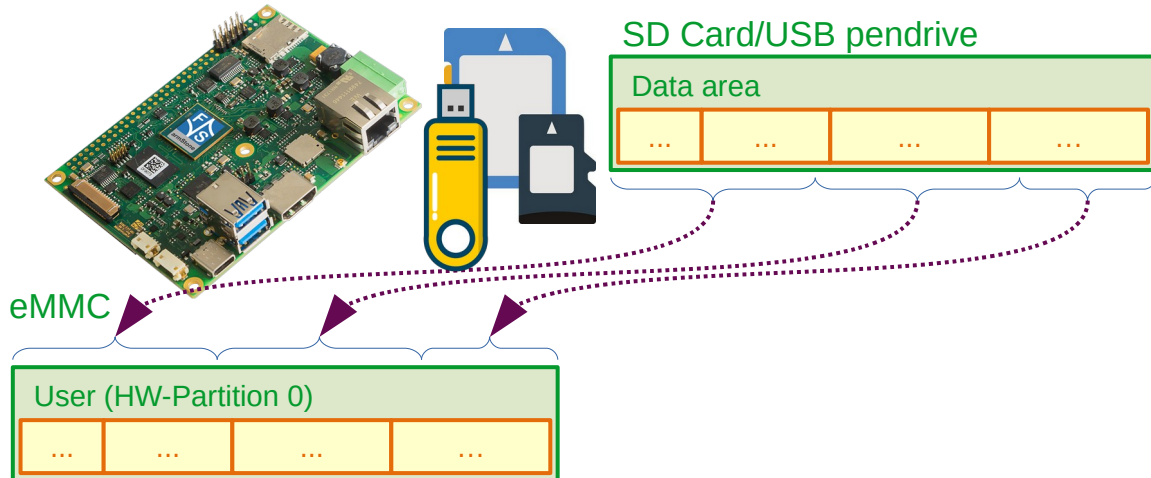 SD Card/USB pendrive
Data area
... ... ... ...
eMMC
User (HW-Partition 0)
... ... ... ...
F
S